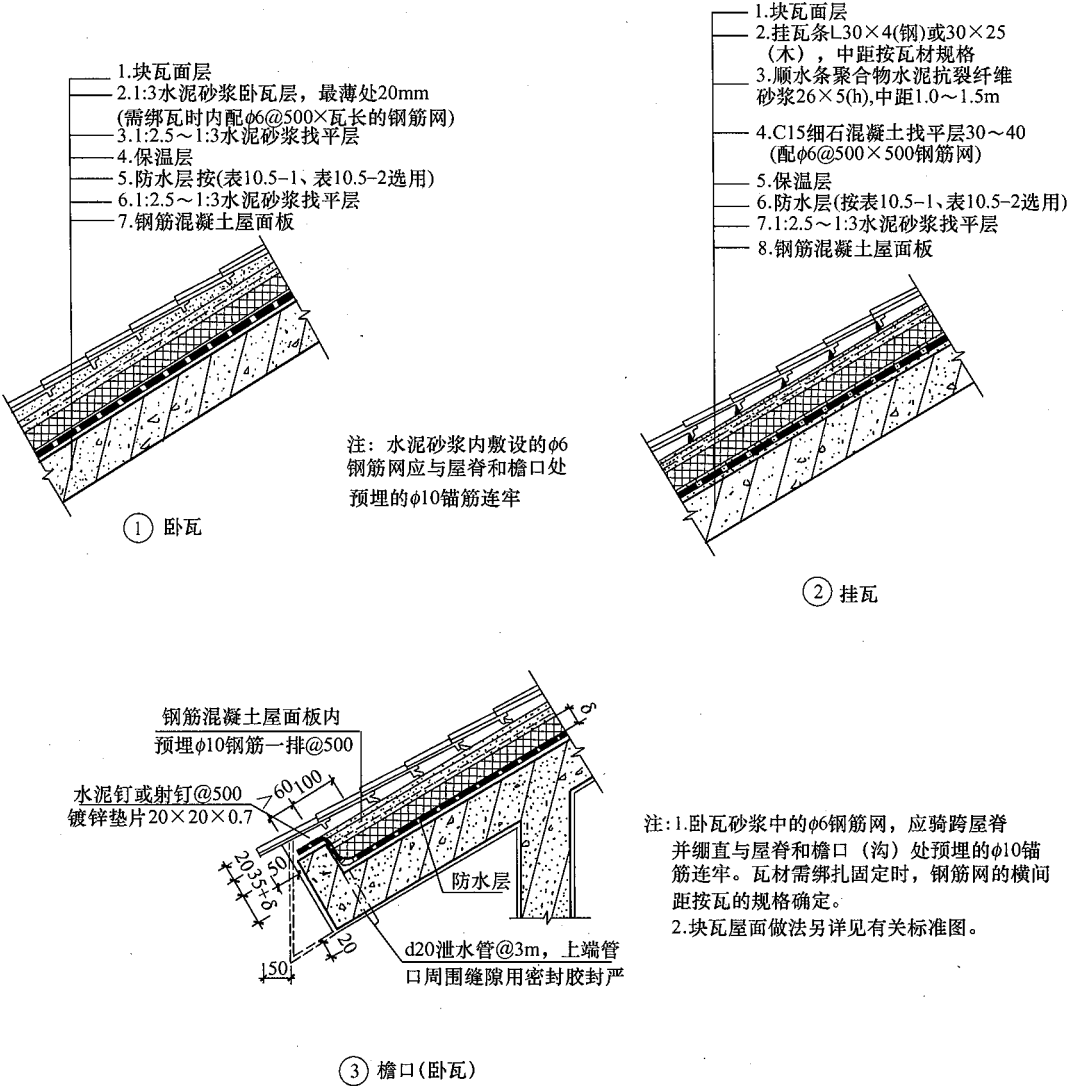 1.块瓦面层
2.1:3水泥砂浆卧瓦层，最薄处20mm
(需绑瓦时内配ϕ6@500×瓦长的钢筋网)
3.1:2.5～1:3水泥砂浆找平层
4.保温层
5.防水层按(表10.5-1、表10.5-2选用)
6.1:2.5～1:3水泥砂浆找平层
7.钢筋混凝土屋面板
注：水泥砂浆内敷设的ϕ6
钢筋网应与屋脊和檐口处
预埋的ϕ10锚筋连牢
① 卧瓦
1.块瓦面层
2.挂瓦条L30×4(钢)或30×25
（木），中距按瓦材规格
3.顺水条聚合物水泥抗裂纤维
砂浆26×5(h),中距1.0～1.5m
4.C15细石混凝土找平层30～40
(配ϕ6@500×500钢筋网)
5.保温层
6.防水层(按表10.5-1、表10.5-2选用)
7.1:2.5～1:3水泥砂浆找平层
8.钢筋混凝土屋面板
② 挂瓦
钢筋混凝土屋面板内
预埋ϕ10钢筋一排@500
水泥钉或射钉@500
镀锌垫片20×20×0.7
>60
100
δ
20
35+δ
50
防水层
20
50
d20泄水管@3m，上端管
口周围缝隙用密封胶封严
③ 檐口(卧瓦)
注:1.卧瓦砂浆中的ϕ6钢筋网，应骑跨屋脊
并绷直与屋脊和檐口（沟）处预埋的ϕ10锚
筋连牢。瓦材需绑扎固定时，钢筋网的横间
距按瓦的规格确定。
2.块瓦屋面做法另详见有关标准图。